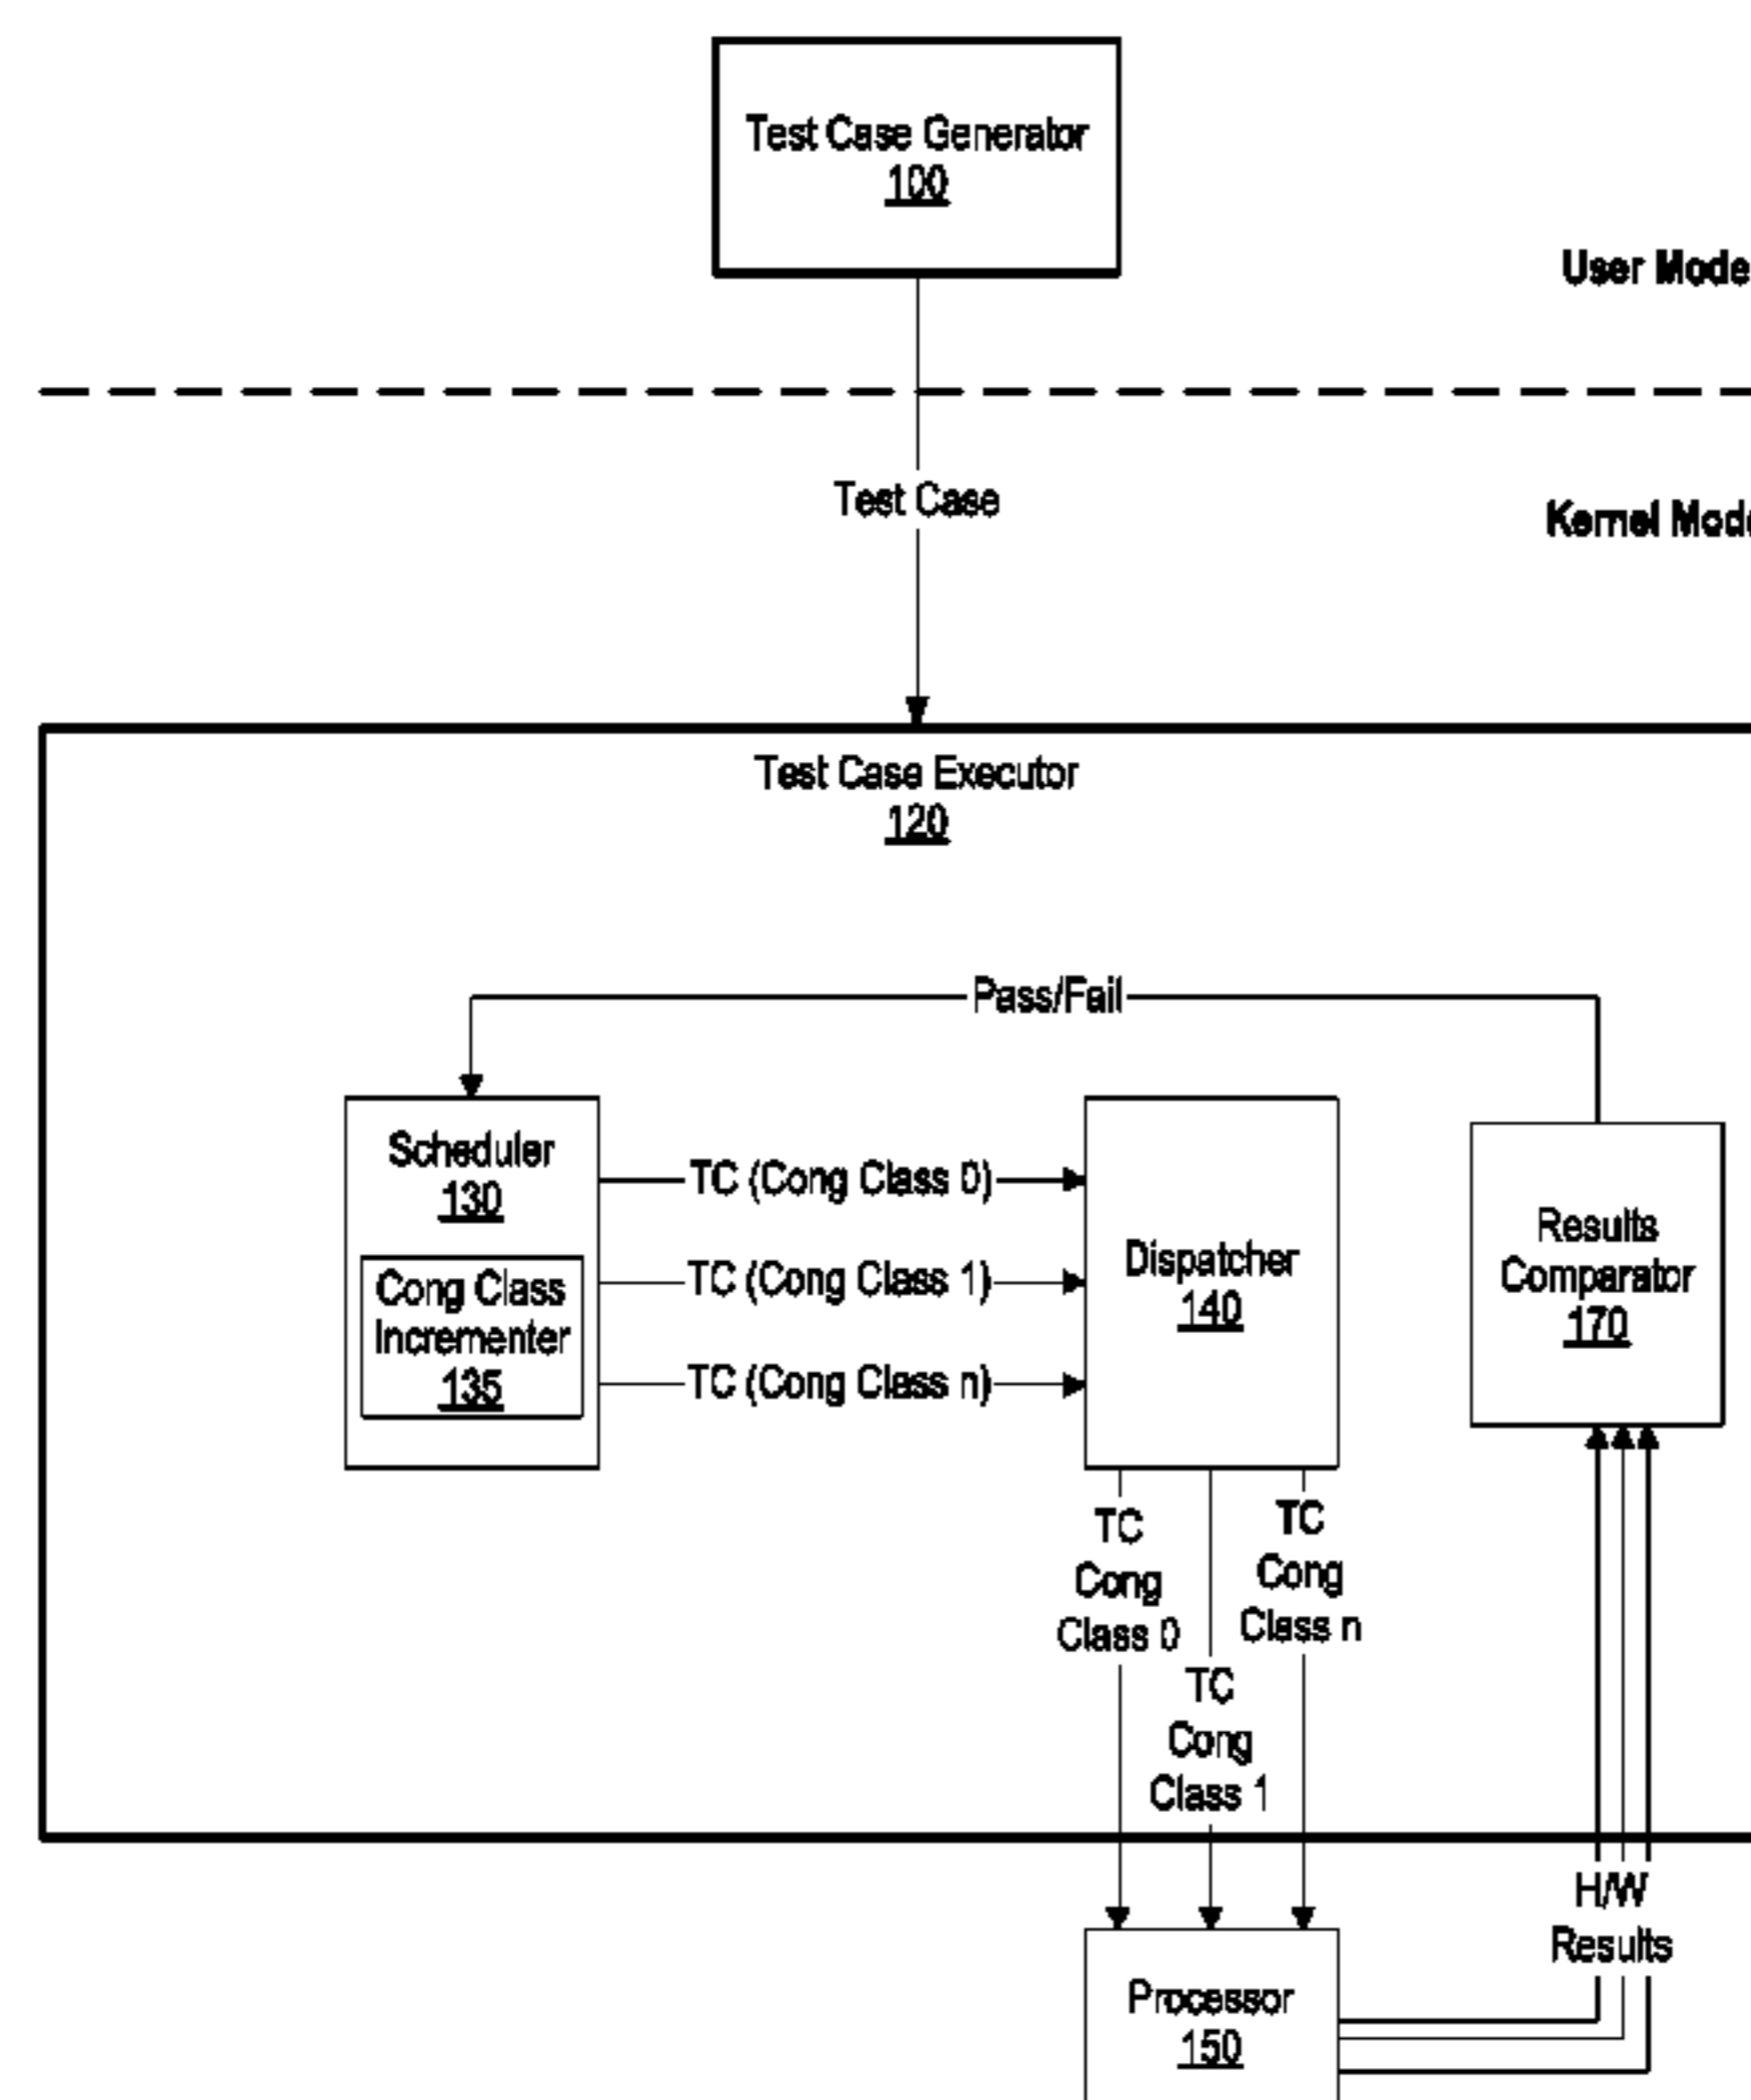 Test Case Generator
100
User Mode
Test Case
Kernel Mode
Test Case Executor
120
Pass/Fail
Scheduler
130
Cong Class
Incrementer
135
TC (Cong Class 0)
TC (Cong Class 1)
TC (Cong Class n)
Dispatcher
140
Results
Comparator
170
TC
Cong
Class 0
TC
Cong
Class 1
TC
Cong
Class n
H/W
Results
Processor
150